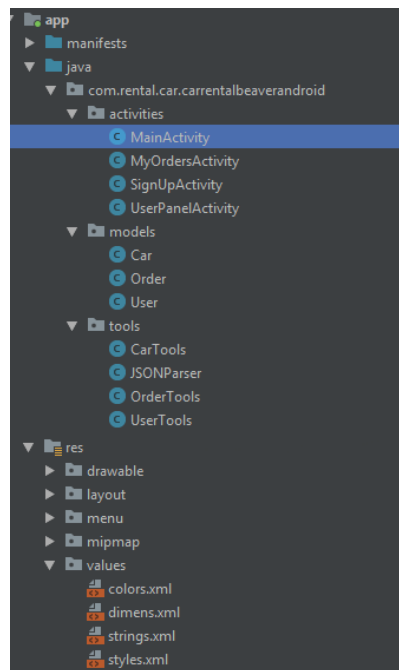 app
manifests
java
com.rental.car.carrentalbeaverandroid
activities
C MainActivity
C MyOrdersActivity
C SignUpActivity
C UserPanelActivity
models
C Car
C Order
C User
tools
C CarTools
C JSONParser
C OrderTools
C UserTools
res
drawable
layout
menu
mipmap
values
colors.xml
dimens.xml
strings.xml
styles.xml